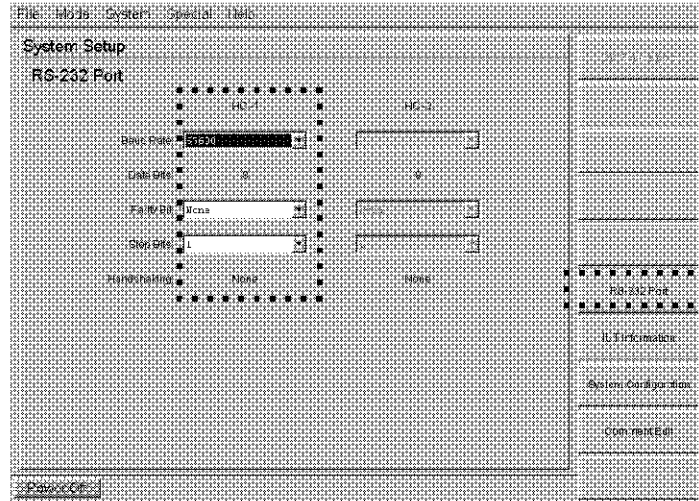 File Mode System Special Help
System Setup
RS-232 Port
HC-1 HC-2
Baud Rate
Data Bits 8 8
Parity Bit None
Stop Bits 1
Handshaking None None
RS-232 Port
IUT Information
System Configuration
Comment Edit
Power Off